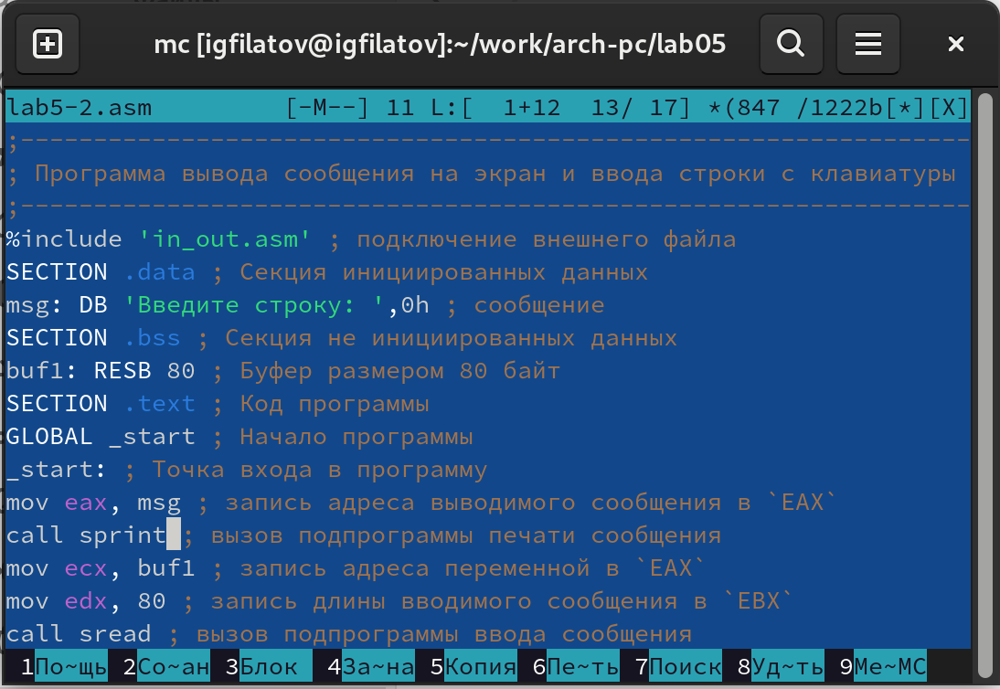 mc [igfilatov@igfilatov]:~/work/arch-pc/lab05
lab5-2.asm [-M--] 11 L:[ 1+12 13/ 17] *(847 /1222b[*][X]
;-----------------------------------------------------------------
; Программа вывода сообщения на экран и ввода строки с клавиатуры
;-----------------------------------------------------------------
%include 'in_out.asm' ; подключение внешнего файла
SECTION .data ; Секция инициированных данных
msg: DB 'Введите строку: ',0h ; сообщение
SECTION .bss ; Секция не инициированных данных
buf1: RESB 80 ; Буфер размером 80 байт
SECTION .text ; Код программы
GLOBAL _start ; Начало программы
_start: ; Точка входа в программу
mov eax, msg ; запись адреса выводимого сообщения в `EAX`
call sprint ; вызов подпрограммы печати сообщения
mov ecx, buf1 ; запись адреса переменной в `EAX`
mov edx, 80 ; запись длины вводимого сообщения в `EBX`
call sread ; вызов подпрограммы ввода сообщения
1По~щь 2Со~ан 3Блок 4За~на 5Копия 6Пе~ть 7Поиск 8Уд~ть 9Ме~MC